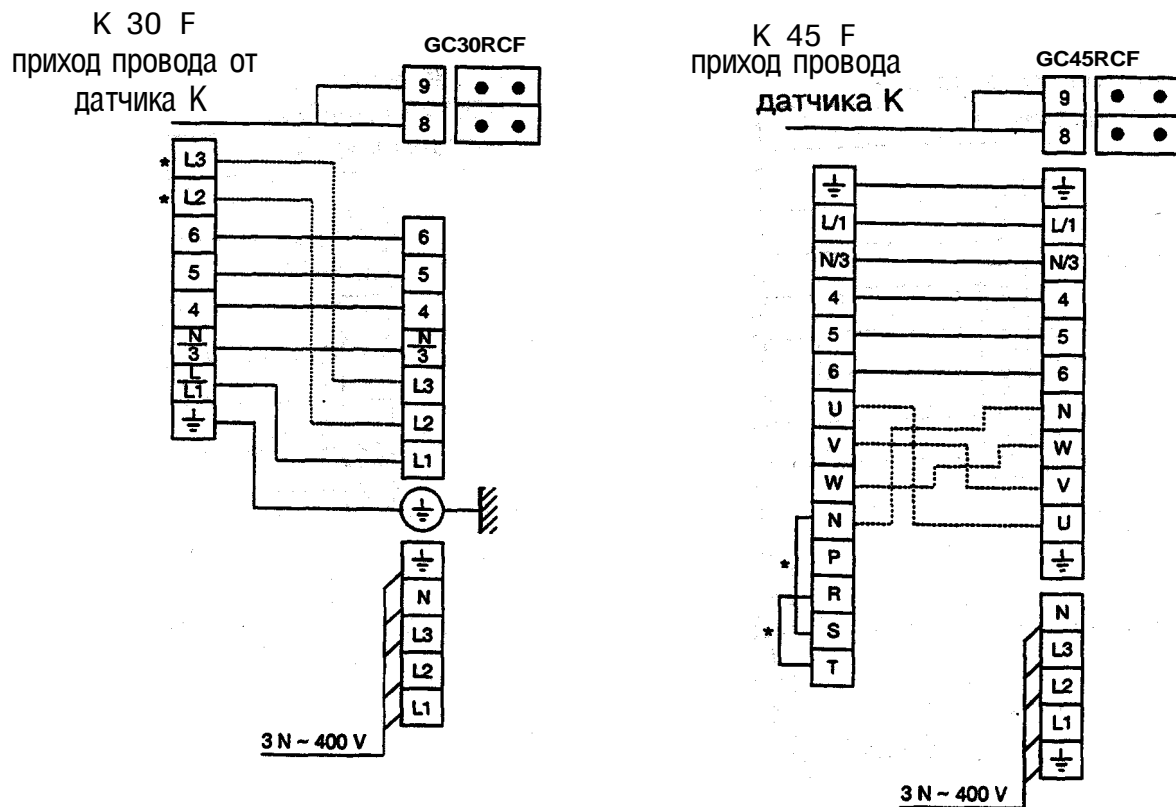 K 30 F
приход провода от
датчика K
GC30RCF
9
8
* L3
* L2
6
5
4
N
3
L
L1
6
5
4
N
3
L3
L2
L1
N
L3
L2
L1
3 N ~ 400 V
K 45 F
приход провода
датчика K
GC45RCF
9
8
L/1
N/3
4
5
6
U
V
W
N
P
R
S
T
*
*
L/1
N/3
4
5
6
N
W
V
U
N
L3
L2
L1
3 N ~ 400 V